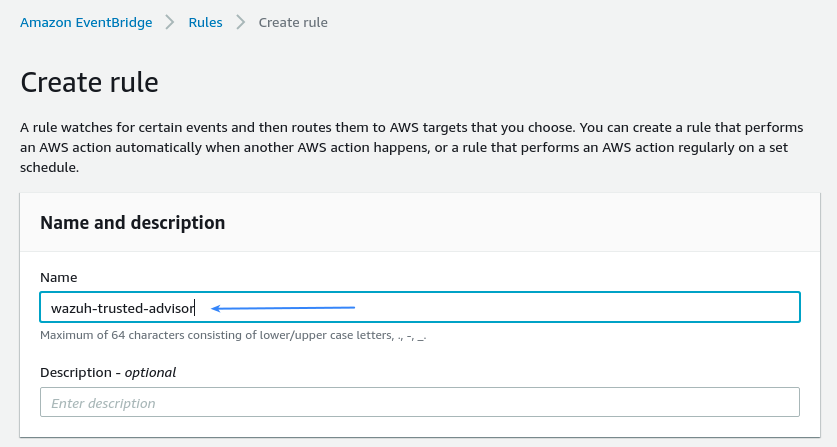 Amazon EventBridge > Rules > Create rule
Create rule
A rule watches for certain events and then routes them to AWS targets that you choose. You can create a rule that performs
an AWS action automatically when another AWS action happens, or a rule that performs an AWS action regularly on a set
schedule.
Name and description
Name
wazuh-trusted-advisor
Maximum of 64 characters consisting of lower/upper case letters, ., -, _.
Description - optional
Enter description